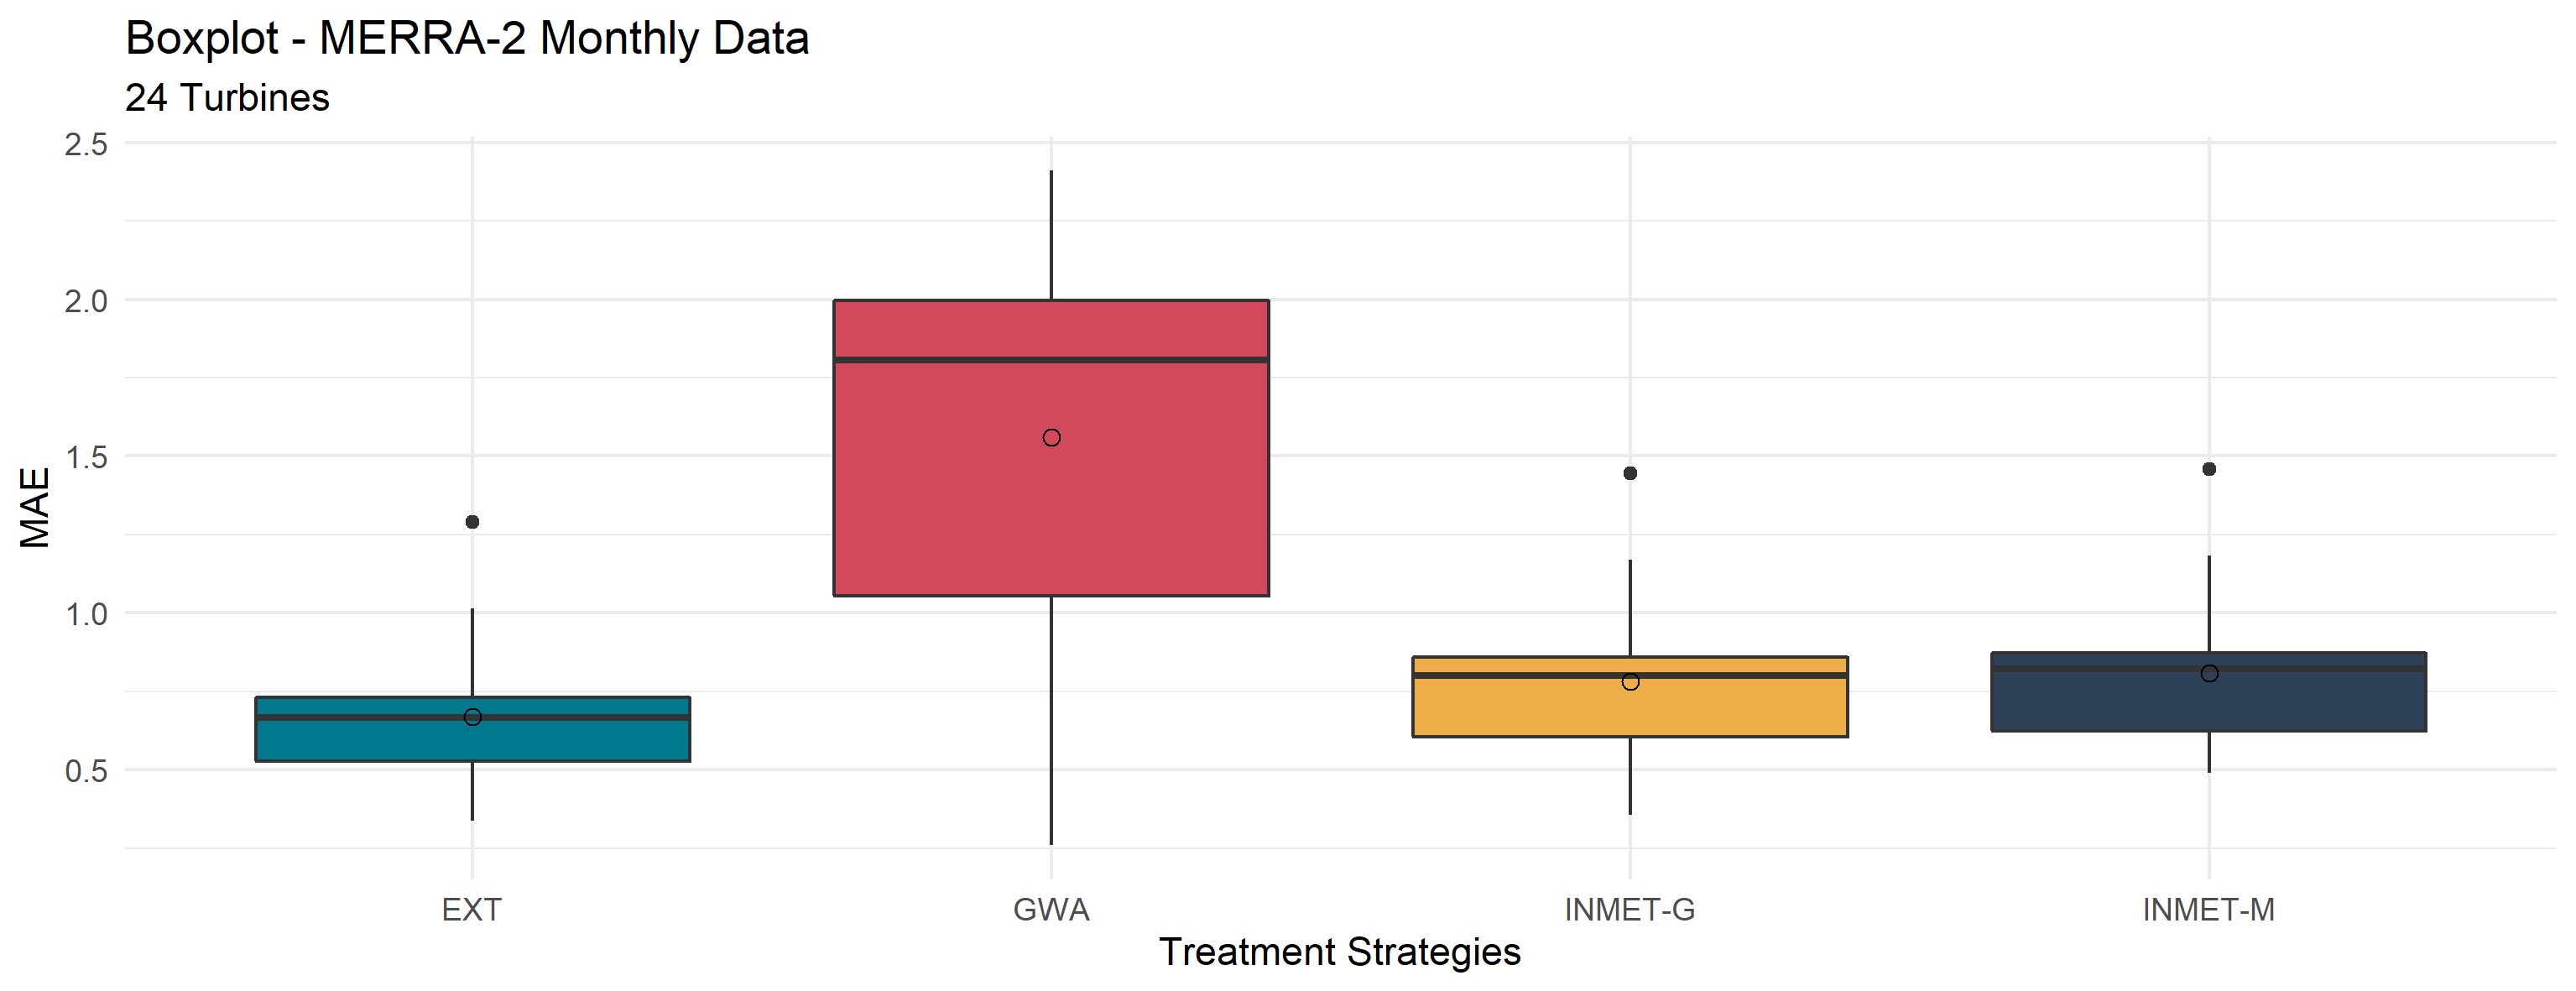 Boxplot - MERRA-2 Monthly Data
24 Turbines
2.5
2.0
1.5
1.0
0.5
MAE
EXT GWA INMET-G INMET-M
Treatment Strategies